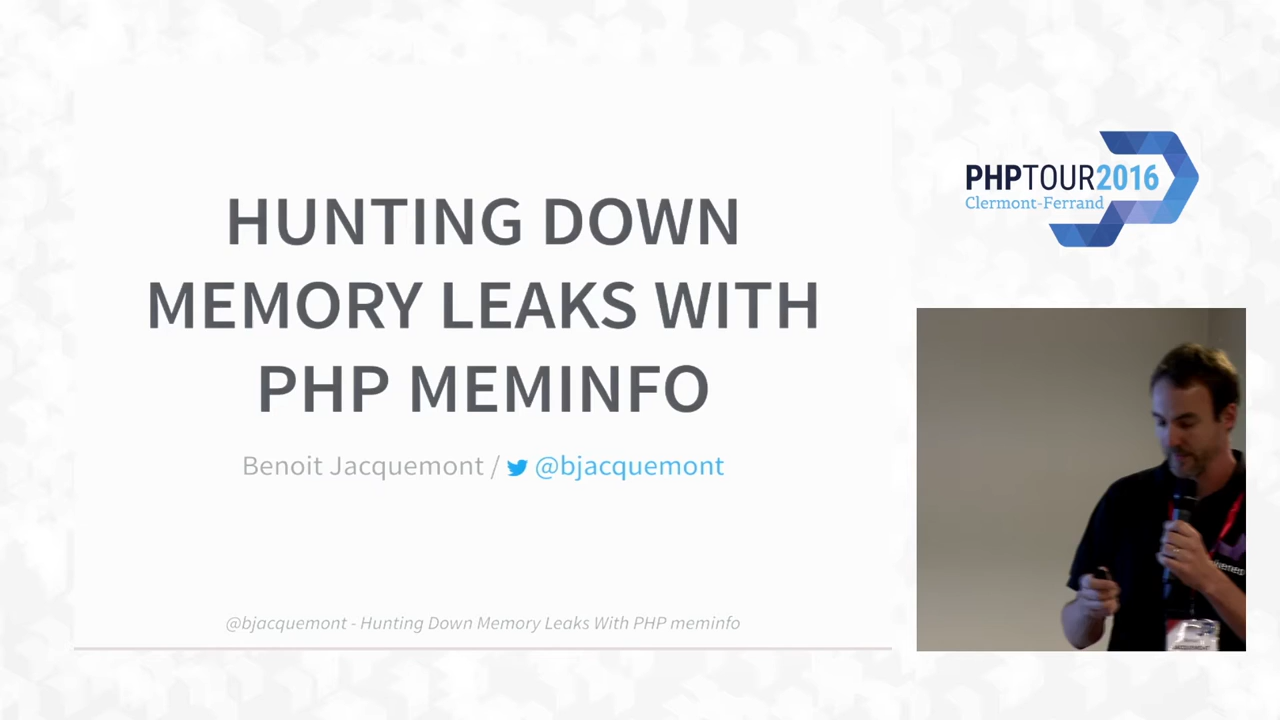 HUNTING DOWN
MEMORY LEAKS WITH
PHP MEMINFO
Benoit Jacquemont / @bjacquemont
@bjacquemont - Hunting Down Memory Leaks With PHP meminfo
PHPTOUR2016
Clermont-Ferrand